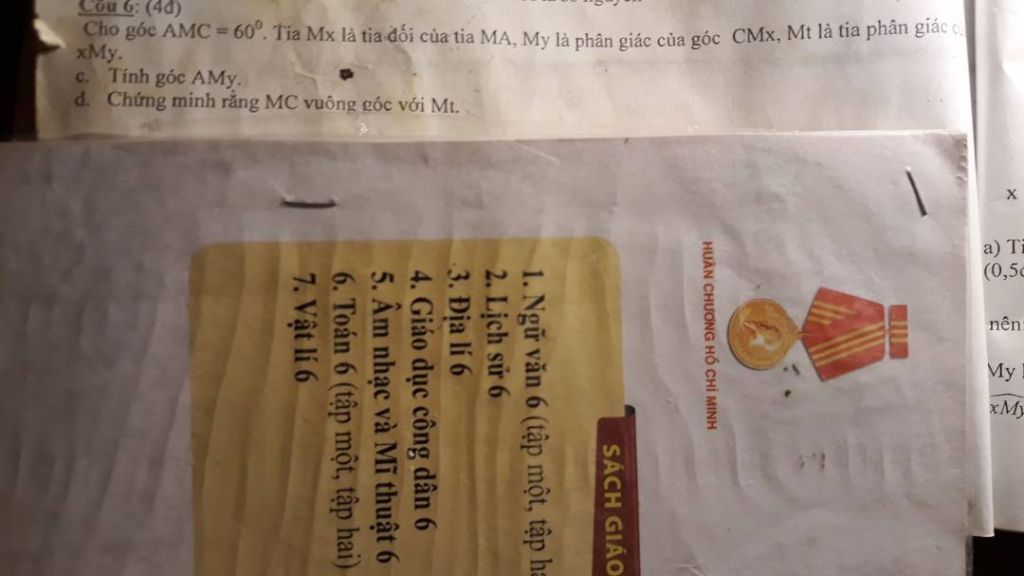 Câu 6: (4đ)
Cho góc AMC = 60⁰. Tia Mx là tia đối của tia MA, My là phân giác của góc CMx, Mt là tia phân giác
xMy.
c. Tính góc AMy.
d. Chứng minh rằng MC vuông góc với Mt.
HUÂN CHƯƠNG HỒ CHÍ MINH
SÁCH GIÁO
1. Ngữ văn 6 (tập một, tập
2. Lịch sử 6
3. Địa lí 6
4. Giáo dục công dân 6
5. Âm nhạc và Mĩ thuật 6
6. Toán 6 (tập một, tập hai)
7. Vật lí 6
x
a)
(0,5
nên
My
xMy